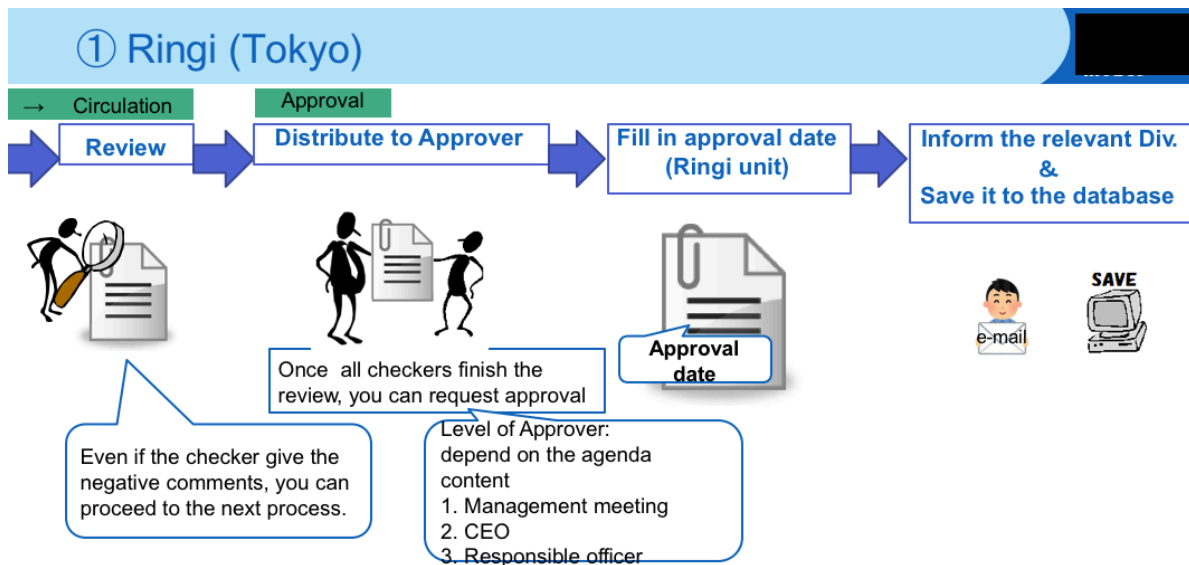 ① Ringi (Tokyo)
→ Circulation
Approval
Review
Distribute to Approver
Fill in approval date
(Ringi unit)
Inform the relevant Div.
&
Save it to the database
SAVE
e-mail
Approval
date
Once all checkers finish the
review, you can request approval
Even if the checker give the
negative comments, you can
proceed to the next process.
Level of Approver:
depend on the agenda
content
1. Management meeting
2. CEO
3. Responsible officer